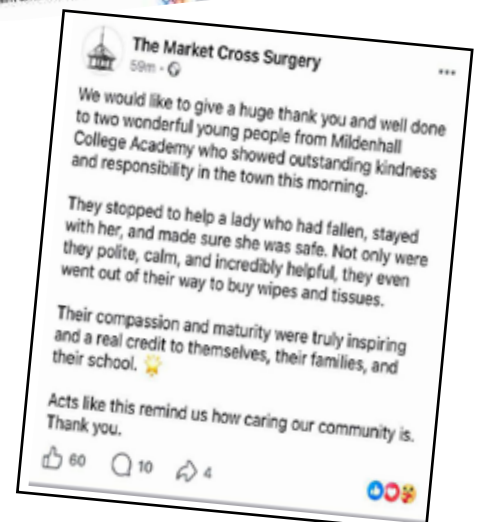 The Market Cross Surgery
59m
We would like to give a huge thank you and well done
to two wonderful young people from Mildenhall
College Academy who showed outstanding kindness
and responsibility in the town this morning.
They stopped to help a lady who had fallen, stayed
with her, and made sure she was safe. Not only were
they polite, calm, and incredibly helpful, they even
went out of their way to buy wipes and tissues.
Their compassion and maturity were truly inspiring
and a real credit to themselves, their families, and
their school. 🌟
Acts like this remind us how caring our community is.
Thank you.
60 10 4